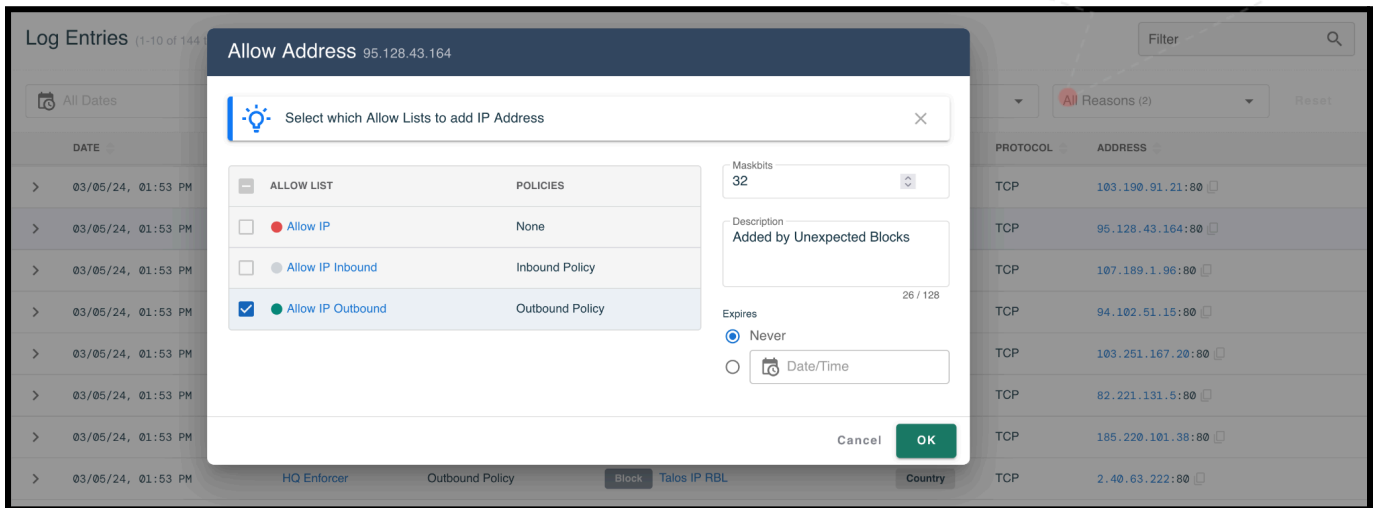 Log Entries (1-10 of 1441
Filter
All Dates
All Reasons (2)
Reset
DATE PROTOCOL ADDRESS
Allow Address 95.128.43.164
Select which Allow Lists to add IP Address
ALLOW LIST POLICIES
Allow IP None
Allow IP Inbound Inbound Policy
Allow IP Outbound Outbound Policy
Maskbits
32
Description
Added by Unexpected Blocks
26 / 128
Expires
Never
Date/Time
Cancel OK
03/05/24, 01:53 PM TCP 103.190.91.21:80
03/05/24, 01:53 PM TCP 95.128.43.164:80
03/05/24, 01:53 PM TCP 107.189.1.96:80
03/05/24, 01:53 PM TCP 94.102.51.15:80
03/05/24, 01:53 PM TCP 103.251.167.20:80
03/05/24, 01:53 PM TCP 82.221.131.5:80
03/05/24, 01:53 PM TCP 185.220.101.38:80
03/05/24, 01:53 PM HQ Enforcer Outbound Policy Block Talos IP RBL Country TCP 2.40.63.222:80